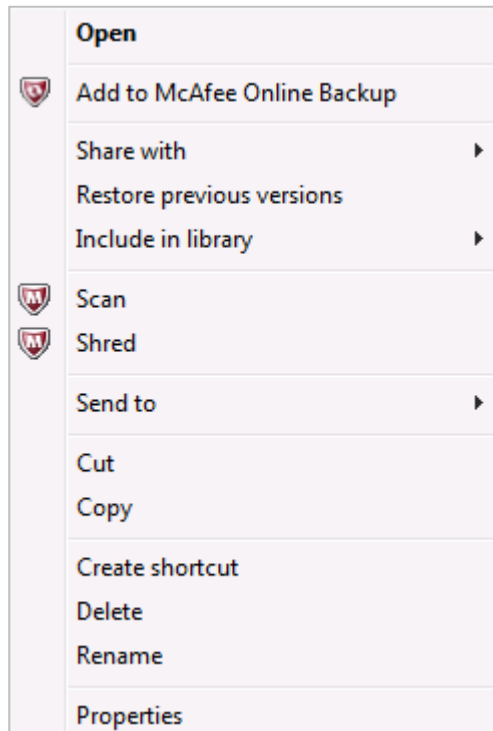 Open
Add to McAfee Online Backup
Share with
Restore previous versions
Include in library
Scan
Shred
Send to
Cut
Copy
Create shortcut
Delete
Rename
Properties